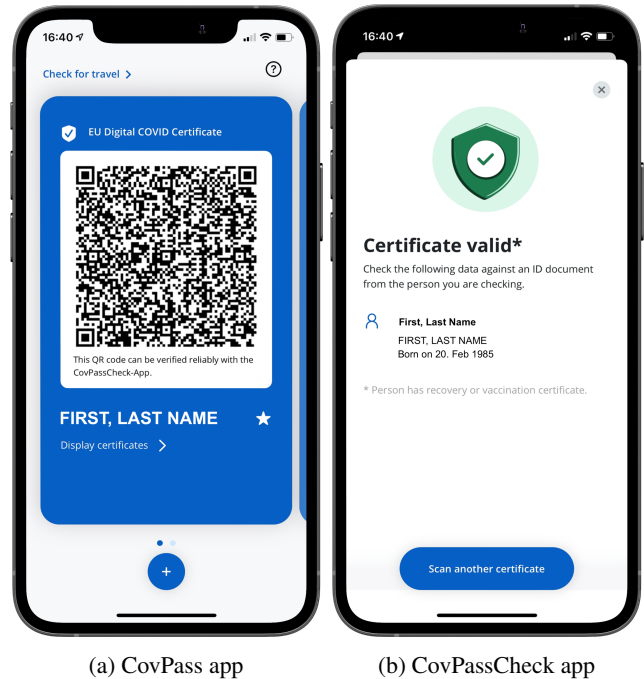 16:40
Check for travel >
?
EU Digital COVID Certificate
This QR code can be verified reliably with the
CovPassCheck-App.
FIRST, LAST NAME
Display certificates >
+
(a) CovPass app
16:40
Certificate valid*
Check the following data against an ID document
from the person you are checking.
First, Last Name
FIRST, LAST NAME
Born on 20. Feb 1985
* Person has recovery or vaccination certificate.
Scan another certificate
(b) CovPassCheck app